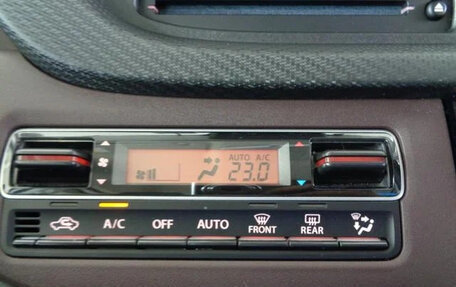 AUTO A/C
23.0
A/C OFF AUTO FRONT REAR